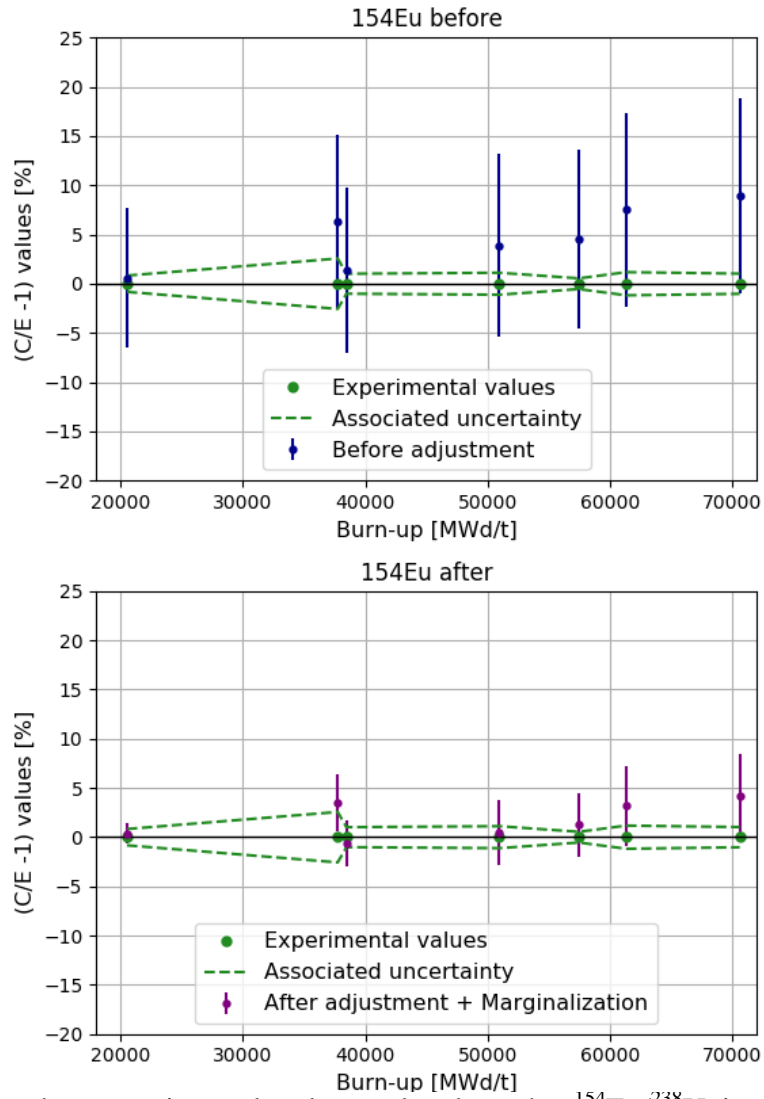 154Eu before
25
20
15
10
5
0
−5
−10
−15
−20
(C/E -1) values [%]
Experimental values
Associated uncertainty
Before adjustment
20000 30000 40000 50000 60000 70000
Burn-up [MWd/t]
154Eu after
25
20
15
10
5
0
−5
−10
−15
−20
(C/E -1) values [%]
Experimental values
Associated uncertainty
After adjustment + Marginalization
20000 30000 40000 50000 60000 70000
Burn-up [MWd/t]
154 238